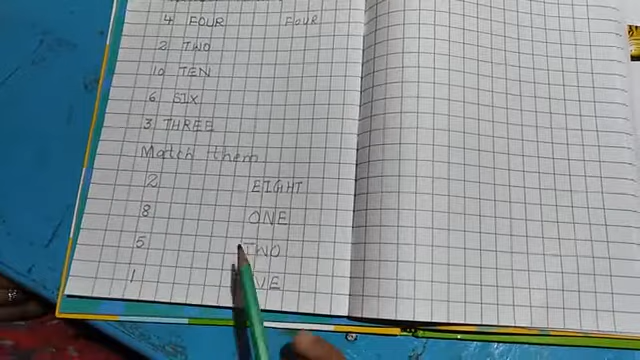 4 FOUR FOUR
2 TWO
10 TEN
6 SIX
3 THREE
Match them
2 EIGHT
8 ONE
5 TWO
1